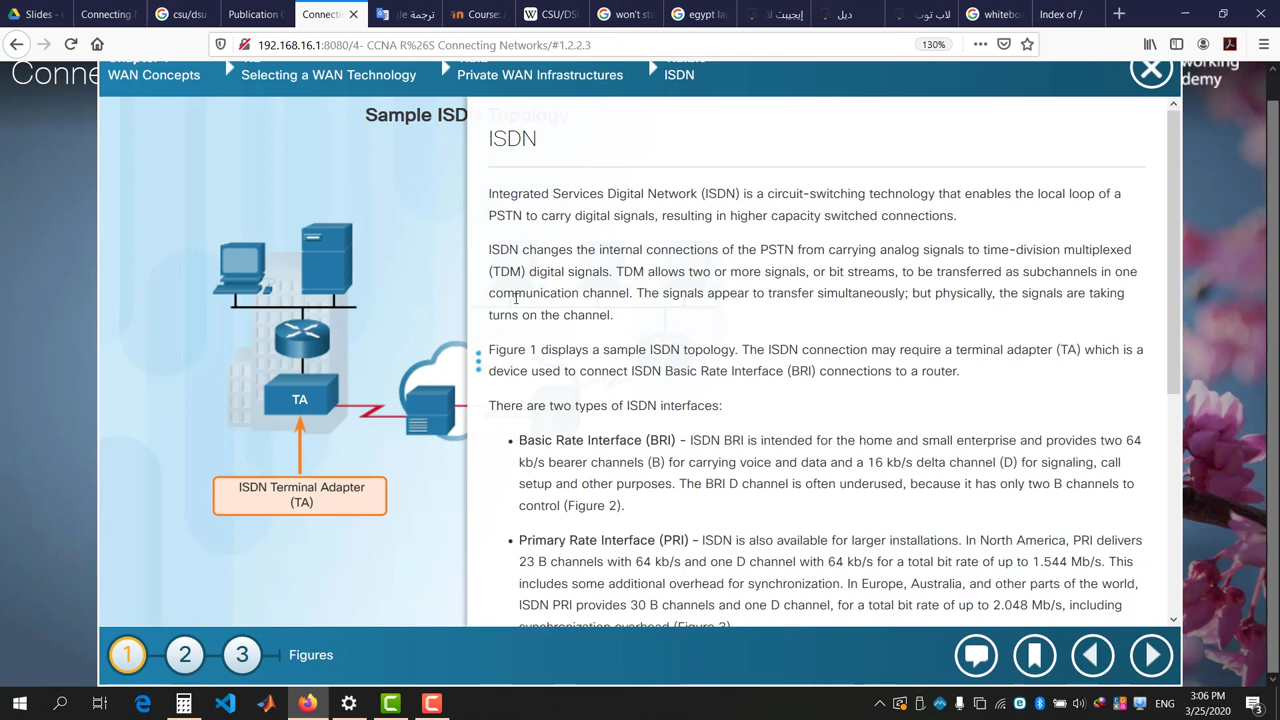 Slides -
Connecting N
csu/dsu
Publication C
Connecti
ترجمة
Course:
CSU/DS
won't st
egypt lap
إيجيبت لا
ديل
لاب توب
whiteboa
Index of /
192.168.16.1:8080/4- CCNA R%26S Connecting Networks/#1.2.2.3
130%
Conne
WAN Concepts
Selecting a WAN Technology
Private WAN Infrastructures
ISDN
working
demy
Sample ISDN Topology
ISDN
Integrated Services Digital Network (ISDN) is a circuit-switching technology that enables the local loop of a
PSTN to carry digital signals, resulting in higher capacity switched connections.
ISDN changes the internal connections of the PSTN from carrying analog signals to time-division multiplexed
(TDM) digital signals. TDM allows two or more signals, or bit streams, to be transferred as subchannels in one
communication channel. The signals appear to transfer simultaneously; but physically, the signals are taking
turns on the channel.
Figure 1 displays a sample ISDN topology. The ISDN connection may require a terminal adapter (TA) which is a
device used to connect ISDN Basic Rate Interface (BRI) connections to a router.
There are two types of ISDN interfaces:
• Basic Rate Interface (BRI) - ISDN BRI is intended for the home and small enterprise and provides two 64
kb/s bearer channels (B) for carrying voice and data and a 16 kb/s delta channel (D) for signaling, call
setup and other purposes. The BRI D channel is often underused, because it has only two B channels to
control (Figure 2).
• Primary Rate Interface (PRI) - ISDN is also available for larger installations. In North America, PRI delivers
23 B channels with 64 kb/s and one D channel with 64 kb/s for a total bit rate of up to 1.544 Mb/s. This
includes some additional overhead for synchronization. In Europe, Australia, and other parts of the world,
ISDN PRI provides 30 B channels and one D channel, for a total bit rate of up to 2.048 Mb/s, including
synchronization overhead (Figure 3)
TA
ISDN Terminal Adapter
(TA)
1
2
3
Figures
ENG
3:06 PM
3/25/2020
3